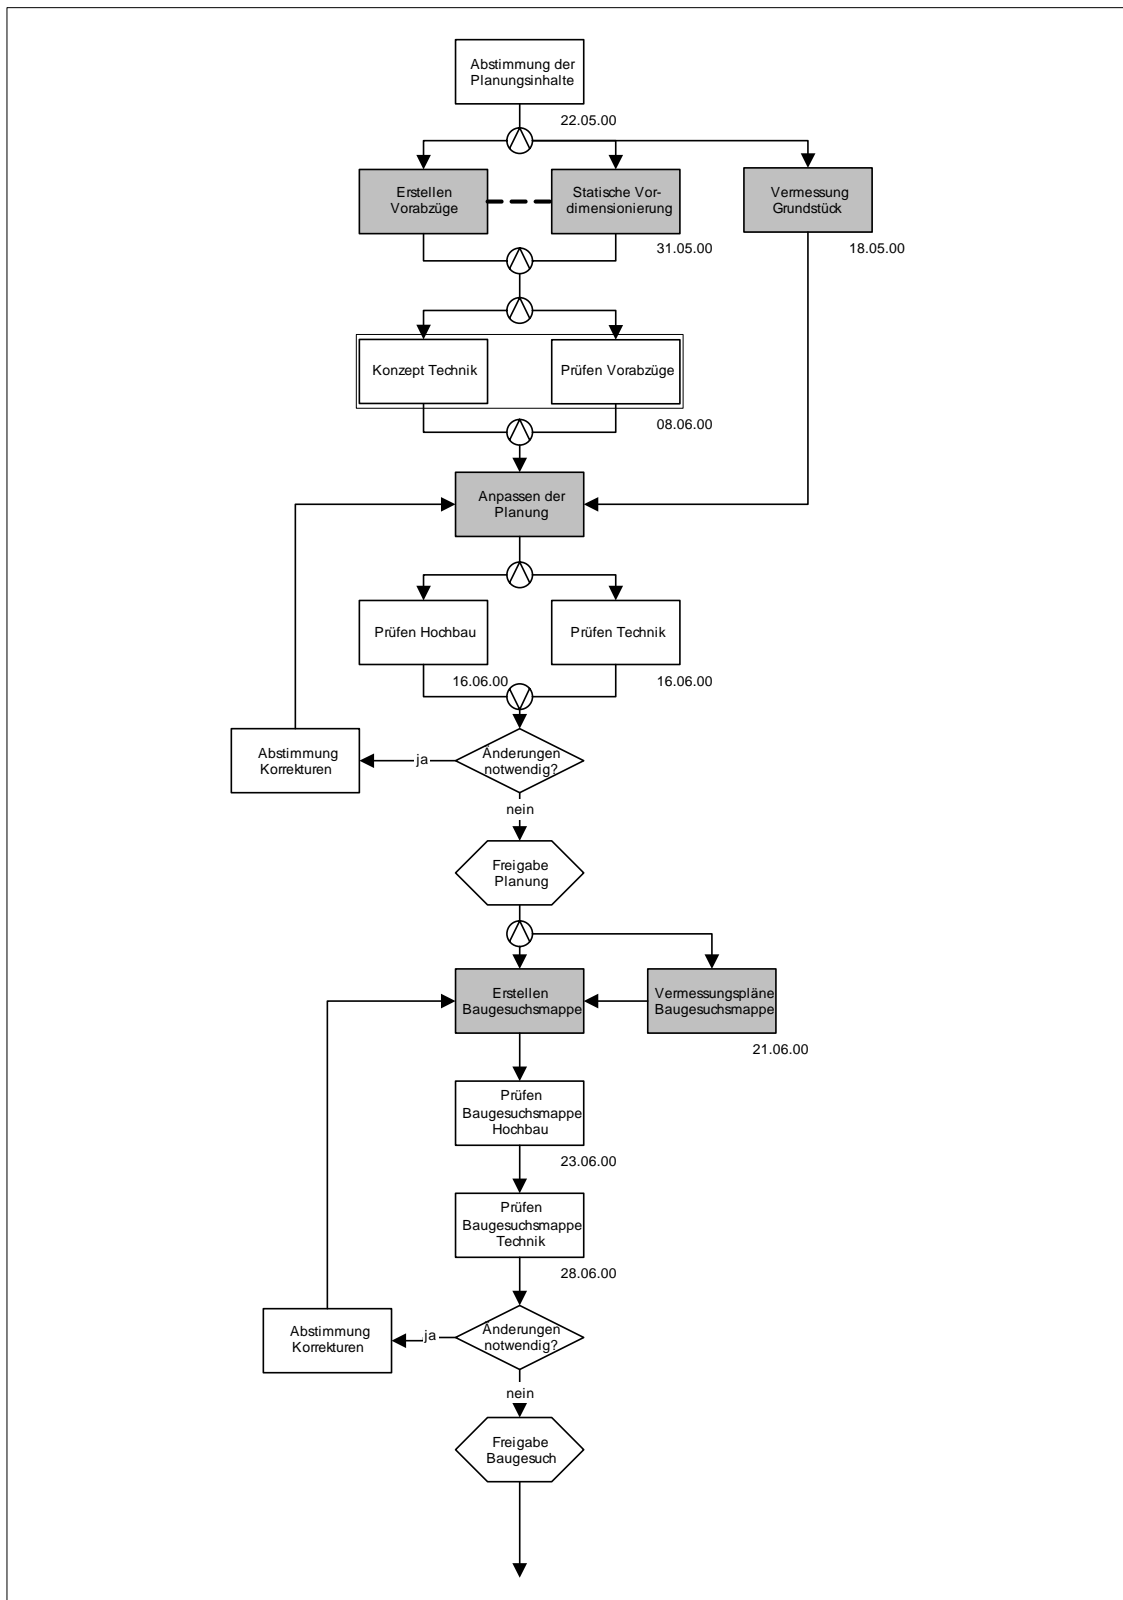 Abstimmung der
Planungsinhalte
22.05.00
Erstellen
Vorabzüge
Statische Vor-
dimensionierung
31.05.00
Vermessung
Grundstück
18.05.00
Konzept Technik
Prüfen Vorabzüge
08.06.00
Anpassen der
Planung
Prüfen Hochbau
16.06.00
Prüfen Technik
16.06.00
Änderungen
notwendig?
ja
Abstimmung
Korrekturen
nein
Freigabe
Planung
Erstellen
Baugesuchsmappe
Vermessungspläne
Baugesuchsmappe
21.06.00
Prüfen
Baugesuchsmappe
Hochbau
23.06.00
Prüfen
Baugesuchsmappe
Technik
28.06.00
Änderungen
notwendig?
ja
Abstimmung
Korrekturen
nein
Freigabe
Baugesuch